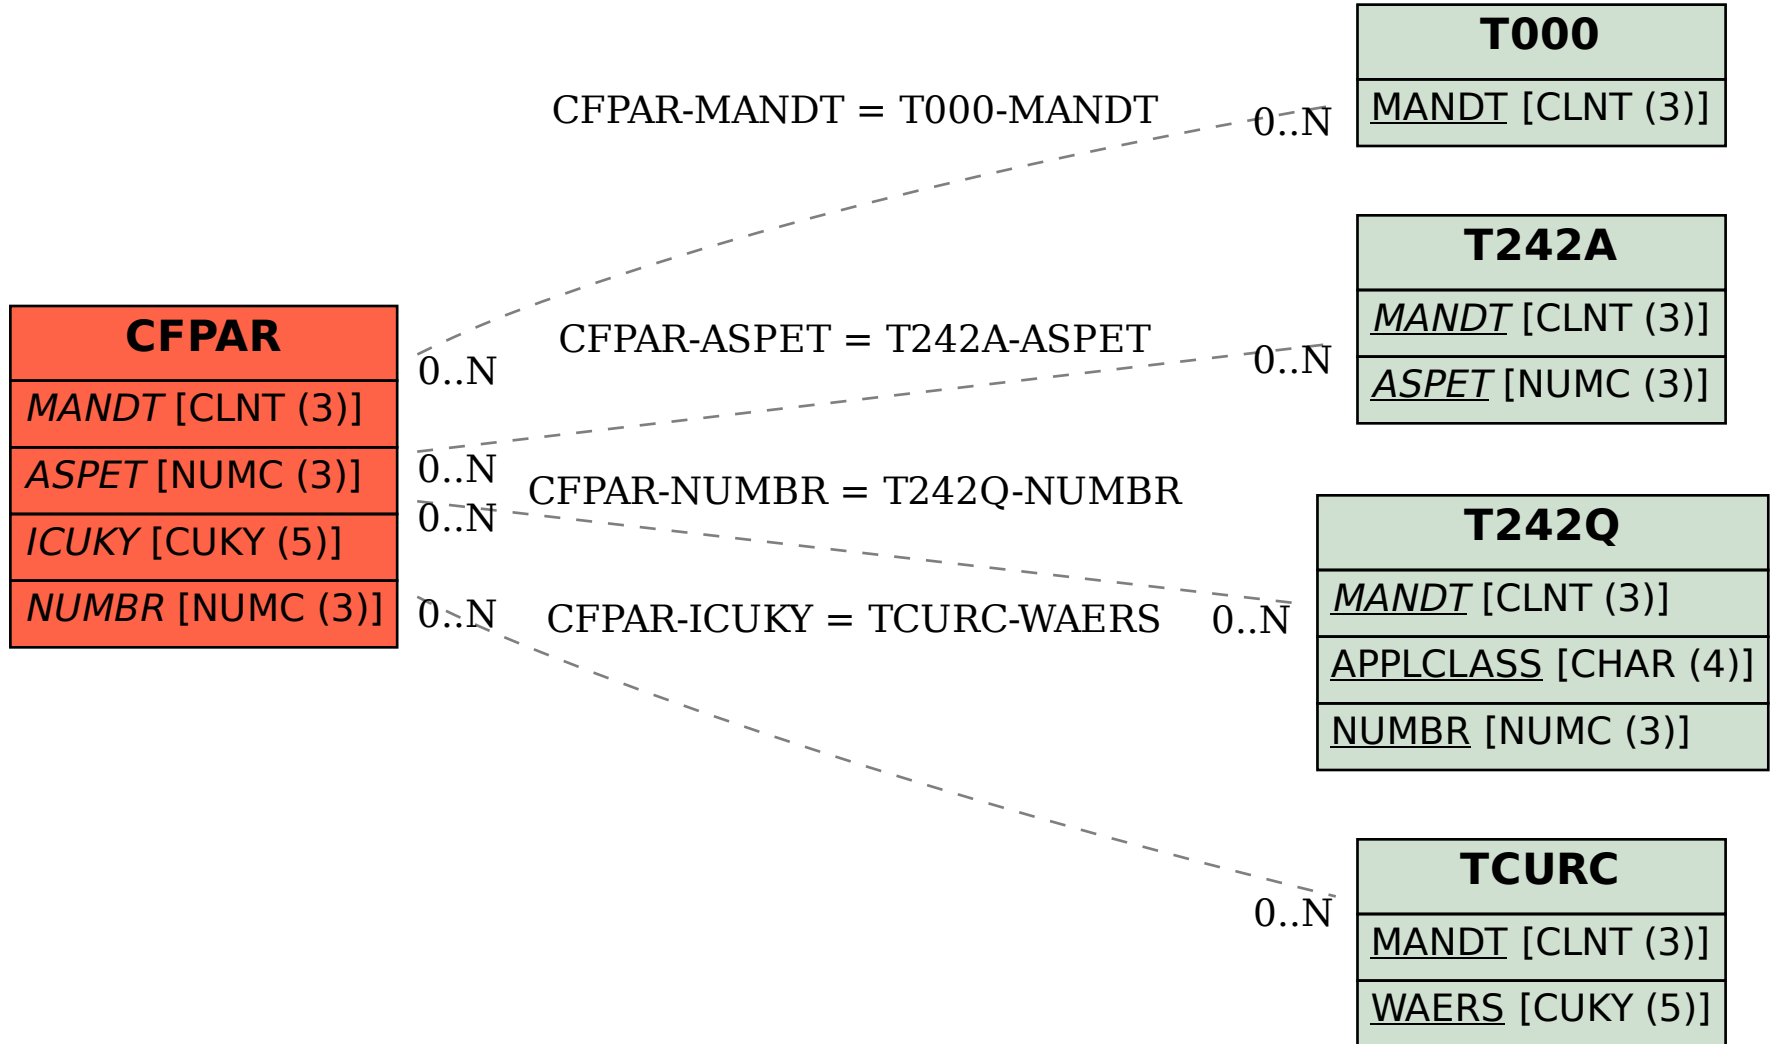 T000
MANDT [CLNT (3)]
CFPAR-MANDT = T000-MANDT
0..N
0..N
T242A
MANDT [CLNT (3)]
ASPET [NUMC (3)]
CFPAR-ASPET = T242A-ASPET
0..N
0..N
CFPAR
MANDT [CLNT (3)]
ASPET [NUMC (3)]
ICUKY [CUKY (5)]
NUMBR [NUMC (3)]
CFPAR-NUMBR = T242Q-NUMBR
0..N
0..N
T242Q
MANDT [CLNT (3)]
APPLCLASS [CHAR (4)]
NUMBR [NUMC (3)]
CFPAR-ICUKY = TCURC-WAERS
0..N
0..N
TCURC
MANDT [CLNT (3)]
WAERS [CUKY (5)]